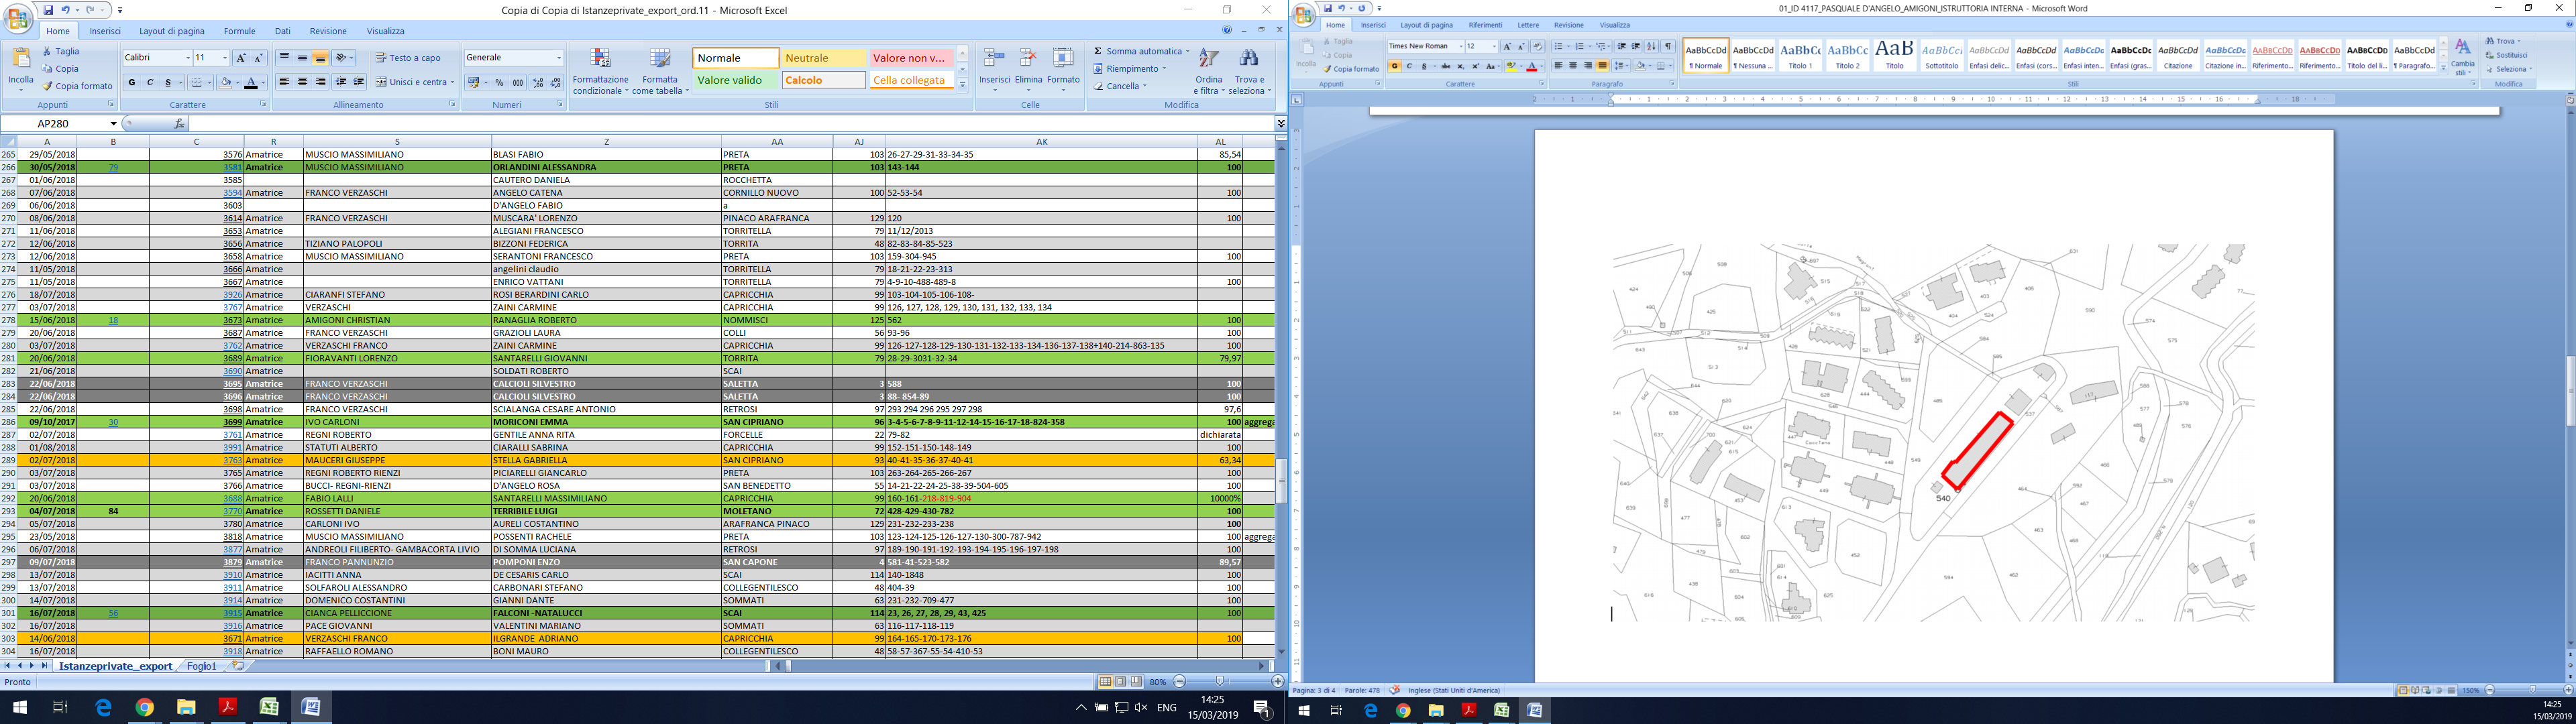 Copia di Copia di Istanzeprivate_export_ord.11 - Microsoft Excel
Home Inserisci Layout di pagina Formule Dati Revisione Visualizza
Incolla Taglia Copia Copia formato Appunti
Calibri 11 Carattere
Testo a capo Unisci e centra Allineamento
Generale Numeri
Formattazione condizionale Formatta come tabella
Normale Neutrale Valore non v...
Valore valido Calcolo Cella collegata
Stili
Inserisci Elimina Formato Celle
Somma automatica Riempimento Cancella Ordina e filtra Trova e seleziona Modifica
AP280 fx
A B C R S Z AA AJ AK AL
265 29/05/2018 3576 Amatrice MUSCIO MASSIMILIANO BLASI FABIO PRETA 103 26-27-29-31-33-34-35 85,54
266 30/05/2018 79 3581 Amatrice MUSCIO MASSIMILIANO ORLANDINI ALESSANDRA PRETA 103 143-144 100
267 01/06/2018 3585 CAUTERO DANIELA ROCCHETTA
268 07/06/2018 3594 Amatrice FRANCO VERZASCHI ANGELO CATENA CORNILLO NUOVO 100 52-53-54 100
269 06/06/2018 3603 D'ANGELO FABIO a
270 08/06/2018 3614 Amatrice FRANCO VERZASCHI MUSCARA' LORENZO PINACO ARAFRANCA 129 120 100
271 11/06/2018 3653 Amatrice ALEGIANI FRANCESCO TORRITELLA 79 11/12/2013
272 12/06/2018 3656 Amatrice TIZIANO PALOPOLI BIZZONI FEDERICA TORRITA 48 82-83-84-85-523
273 12/06/2018 3658 Amatrice MUSCIO MASSIMILIANO SERANTONI FRANCESCO PRETA 103 159-304-945 100
274 11/05/2018 3666 Amatrice angelini claudio TORRITELLA 79 18-21-22-23-313
275 11/05/2018 3667 Amatrice ENRICO VATTANI TORRITELLA 79 4-9-10-488-489-8 100
276 18/07/2018 3926 Amatrice CIARANFI STEFANO ROSI BERARDINI CARLO CAPRICCHIA 99 103-104-105-106-108-
277 03/07/2018 3767 Amatrice VERZASCHI ZAINI CARMINE CAPRICCHIA 99 126, 127, 128, 129, 130, 131, 132, 133, 134
278 15/06/2018 18 3673 Amatrice AMIGONI CHRISTIAN RANAGLIA ROBERTO NOMMISCI 125 562 100
279 20/06/2018 3687 Amatrice FRANCO VERZASCHI GRAZIOLI LAURA COLLI 56 93-96 100
280 03/07/2018 3762 Amatrice VERZASCHI FRANCO ZAINI CARMINE CAPRICCHIA 99 126-127-128-129-130-131-132-133-134-136-137-138+140-214-863-135 100
281 20/06/2018 3689 Amatrice FIORAVANTI LORENZO SANTARELLI GIOVANNI TORRITA 79 28-29-3031-32-34 79,97
282 21/06/2018 3690 Amatrice SOLDATI ROBERTO SCAI
283 22/06/2018 3695 Amatrice FRANCO VERZASCHI CALCIOLI SILVESTRO SALETTA 3 588 100
284 22/06/2018 3696 Amatrice FRANCO VERZASCHI CALCIOLI SILVESTRO SALETTA 3 88- 854-89 100
285 22/06/2018 3698 Amatrice FRANCO VERZASCHI SCIALANGA CESARE ANTONIO RETROSI 97 293 294 296 295 297 298 97,6
286 09/10/2017 30 3699 Amatrice IVO CARLONI MORICONI EMMA SAN CIPRIANO 96 3-4-5-6-7-8-9-11-12-14-15-16-17-18-824-358 100 aggrega
287 02/07/2018 3761 Amatrice REGNI ROBERTO GENTILE ANNA RITA FORCELLE 22 79-82 dichiarata
288 01/08/2018 3991 Amatrice STATUTI ALBERTO CIARALLI SABRINA CAPRICCHIA 99 152-151-150-148-149 100
289 02/07/2018 3763 Amatrice MAUCERI GIUSEPPE STELLA GABRIELLA SAN CIPRIANO 93 40-41-35-36-37-40-41 63,34
290 03/07/2018 3765 Amatrice REGNI ROBERTO RIENZI PICIARELLI GIANCARLO PRETA 103 263-264-265-266-267 100
291 03/07/2018 3766 Amatrice BUCCI- REGNI-RIENZI D'ANGELO ROSA SAN BENEDETTO 55 14-21-22-24-25-38-39-504-605 100
292 20/06/2018 3688 Amatrice FABIO LALLI SANTARELLI MASSIMILIANO CAPRICCHIA 99 160-161-218-819-904 10000%
293 04/07/2018 84 3770 Amatrice ROSSETTI DANIELE TERRIBILE LUIGI MOLETANO 72 428-429-430-782 100
294 05/07/2018 3780 Amatrice CARLONI IVO AURELI COSTANTINO ARAFRANCA PINACO 129 231-232-233-238 100
295 23/05/2018 3818 Amatrice MUSCIO MASSIMILIANO POSSENTI RACHELE PRETA 103 123-124-125-126-127-130-300-787-942 100 aggrega
296 06/07/2018 3877 Amatrice ANDREOLI FILIBERTO- GAMBACORTA LIVIO DI SOMMA LUCIANA RETROSI 97 189-190-191-192-193-194-195-196-197-198 100
297 09/07/2018 3879 Amatrice FRANCO PANNUNZIO POMPONI ENZO SAN CAPONE 4 581-41-523-582 89,57
298 13/07/2018 3910 Amatrice IACITTI ANNA DE CESARIS CARLO SCAI 114 140-1848 100
299 13/07/2018 3911 Amatrice SOLFAROLI ALESSANDRO CARBONARI STEFANO COLLEGENTILESCO 48 404-39 100
300 14/07/2018 3914 Amatrice DOMENICO COSTANTINI GIANNI DANTE SOMMATI 63 231-232-709-477 100
301 16/07/2018 56 3915 Amatrice CIANCA PELLICCIONE FALCONI -NATALUCCI SCAI 114 23, 26, 27, 28, 29, 43, 425 100
302 16/07/2018 3916 Amatrice PACE GIOVANNI VALENTINI MARIANO SOMMATI 63 116-117-118-119
303 14/06/2018 3671 Amatrice VERZASCHI FRANCO ILGRANDE ADRIANO CAPRICCHIA 99 164-165-170-173-176 100
304 16/07/2018 3918 Amatrice RAFFAELLO ROMANO BONI MAURO COLLEGENTILESCO 48 58-57-367-55-54-410-53
Istanzeprivate_export Foglio1
Pronto 80%
ENG 14:25 15/03/2019
01_ID 4117_PASQUALE D'ANGELO_AMIGONI_ISTRUTTORIA INTERNA - Microsoft Word
Home Inserisci Layout di pagina Riferimenti Lettere Revisione Visualizza
Incolla Taglia Copia Copia formato Appunti
Times New Roman 12 Carattere
Paragrafo
¶ Normale ¶ Nessuna ... Titolo 1 Titolo 2 Titolo Sottotitolo Enfasi delic... Enfasi (cors... Enfasi inten... Enfasi (gras... Citazione Citazione in... Riferimento... Riferimento... Titolo del li... ¶ Paragrafo...
Stili
Cambia stili
Trova Sostituisci Seleziona Modifica
540
Pagina: 3 di 4 Parole: 478 Inglese (Stati Uniti d'America) 150%
14:25
15/03/2019